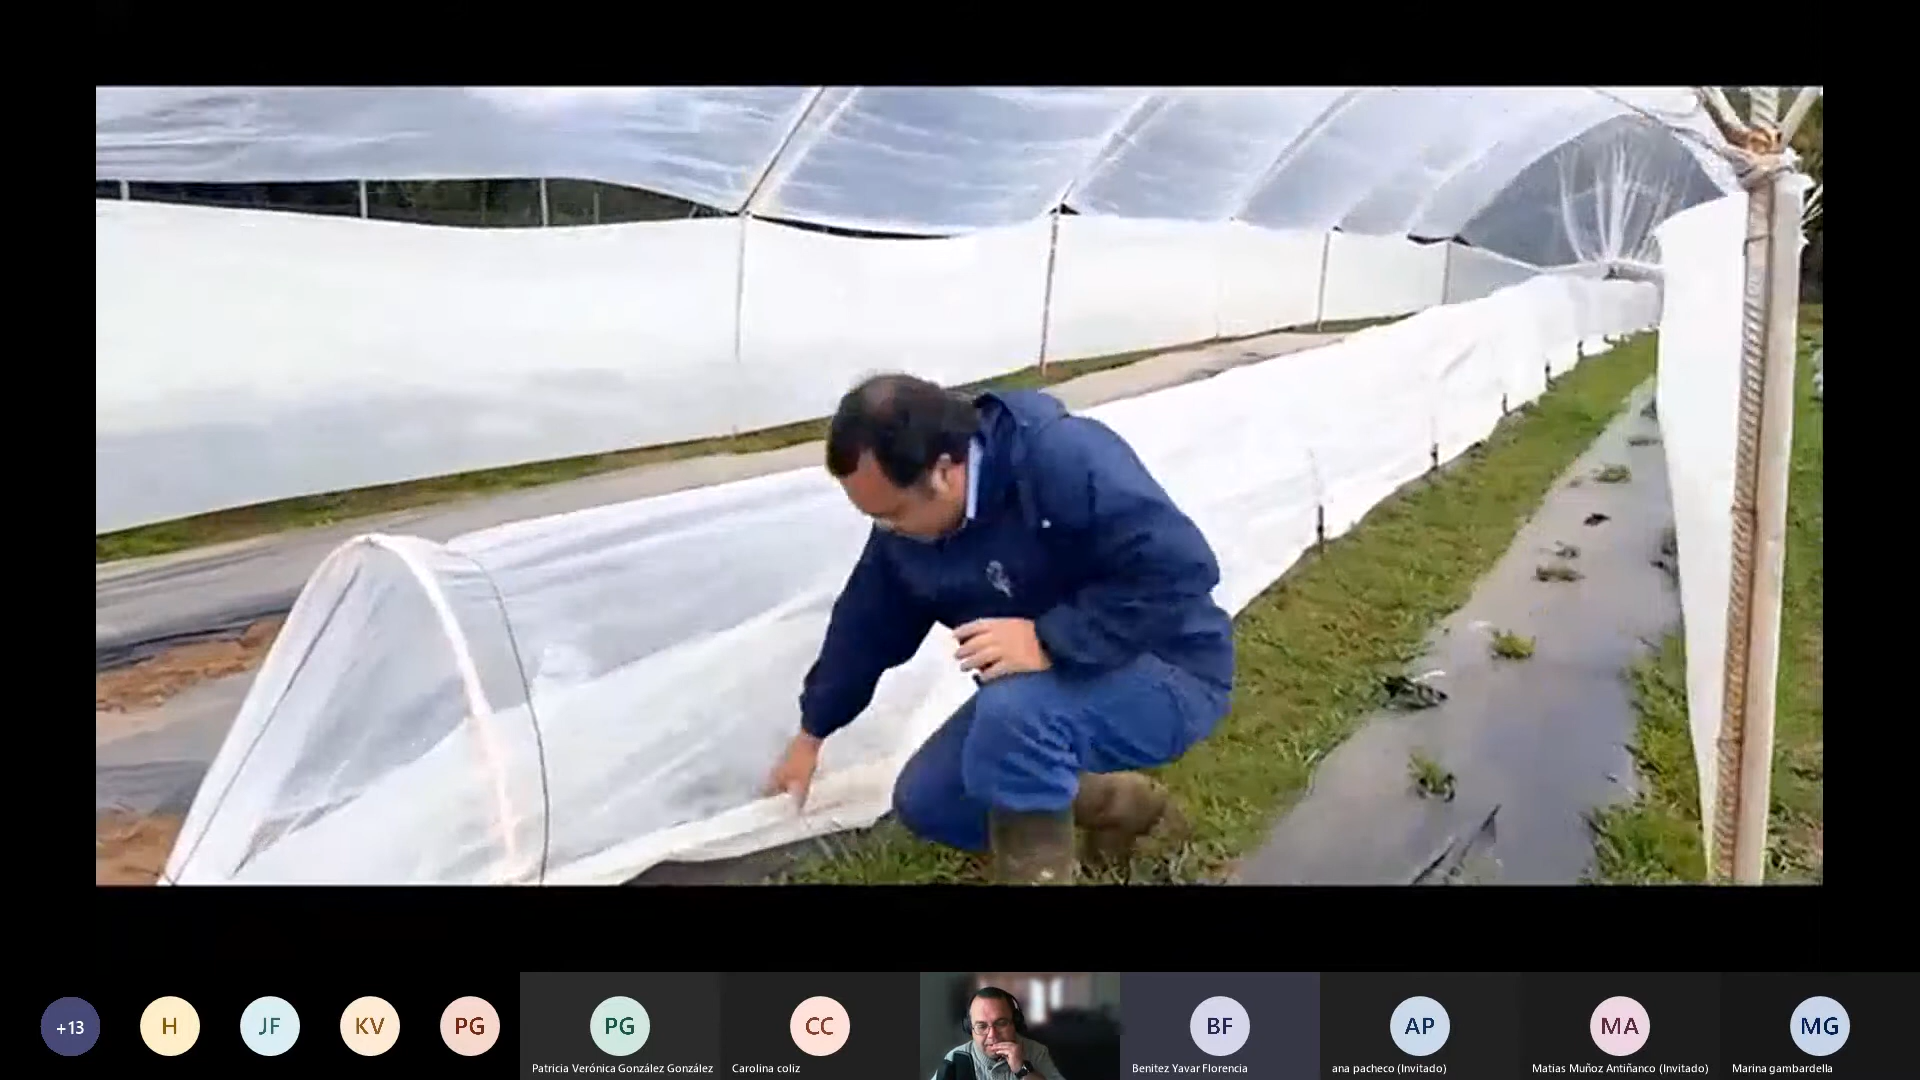 +13
H
JF
KV
PG
PG
Patricia Verónica González González
CC
Carolina coliz
BF
Benitez Yavar Florencia
AP
ana pacheco (Invitado)
MA
Matias Muñoz Antiñanco (Invitado)
MG
Marina gambardella